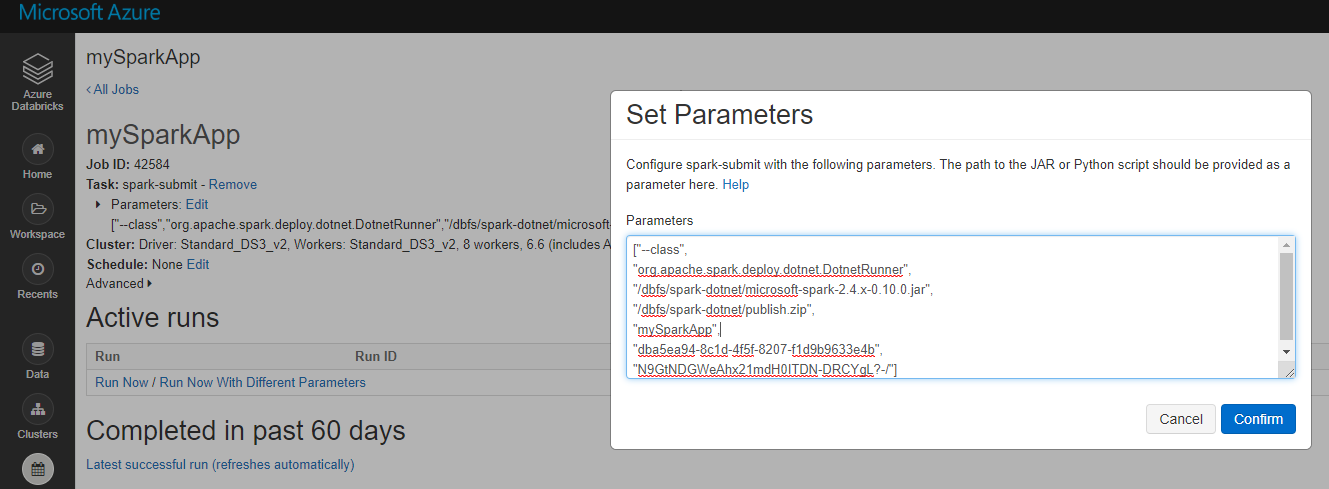 Microsoft Azure
Azure
Databricks
Home
Workspace
Recents
Data
Clusters
mySparkApp
‹ All Jobs
mySparkApp
Job ID: 42584
Task: spark-submit - Remove
Parameters: Edit
["--class","org.apache.spark.deploy.dotnet.DotnetRunner","/dbfs/spark-dotnet/microsoft-
Cluster: Driver: Standard_DS3_v2, Workers: Standard_DS3_v2, 8 workers, 6.6 (includes A
Schedule: None Edit
Advanced
Active runs
Run Run ID
Run Now / Run Now With Different Parameters
Completed in past 60 days
Latest successful run (refreshes automatically)
Set Parameters
Configure spark-submit with the following parameters. The path to the JAR or Python script should be provided as a
parameter here. Help
Parameters
["--class",
"org.apache.spark.deploy.dotnet.DotnetRunner",
"/dbfs/spark-dotnet/microsoft-spark-2.4.x-0.10.0.jar",
"/dbfs/spark-dotnet/publish.zip",
"mySparkApp",
"dba5ea94-8c1d-4f5f-8207-f1d9b9633e4b",
"N9GtNDGWeAhx21mdH0ITDN-DRCYgL?-/"]
Cancel
Confirm